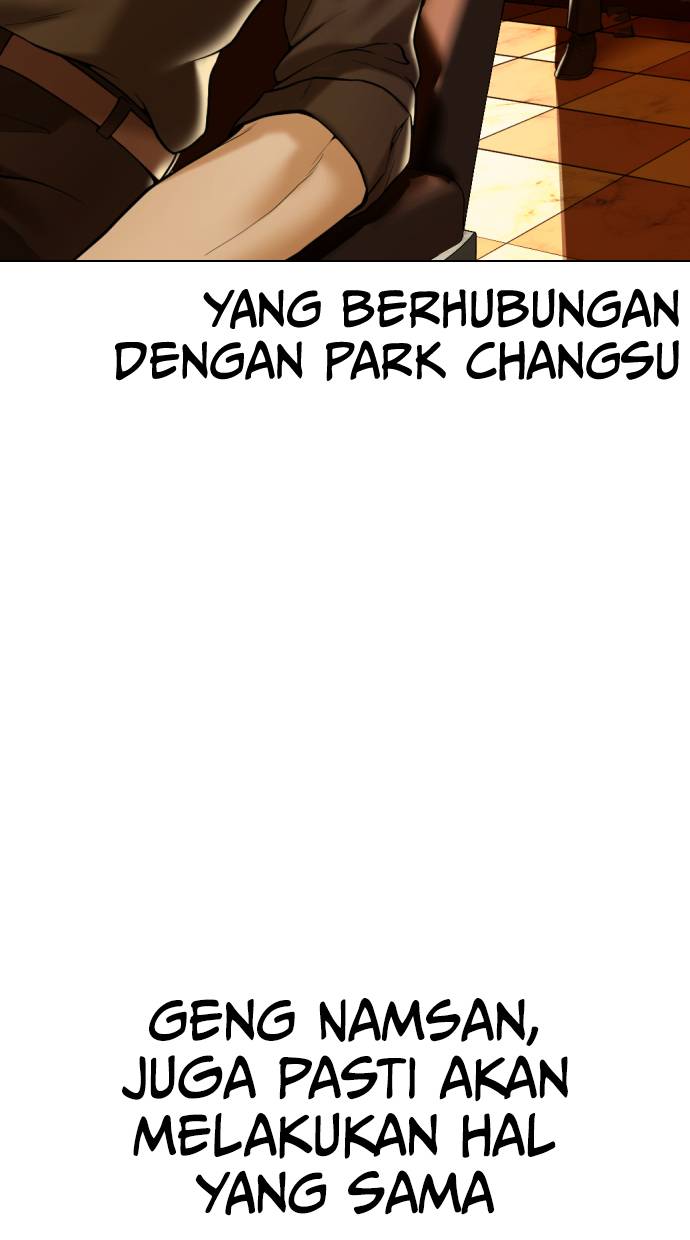 YANG BERHUBUNGAN
DENGAN PARK CHANGSU
GENG NAMSAN,
JUGA PASTI AKAN
MELAKUKAN HAL
YANG SAMA